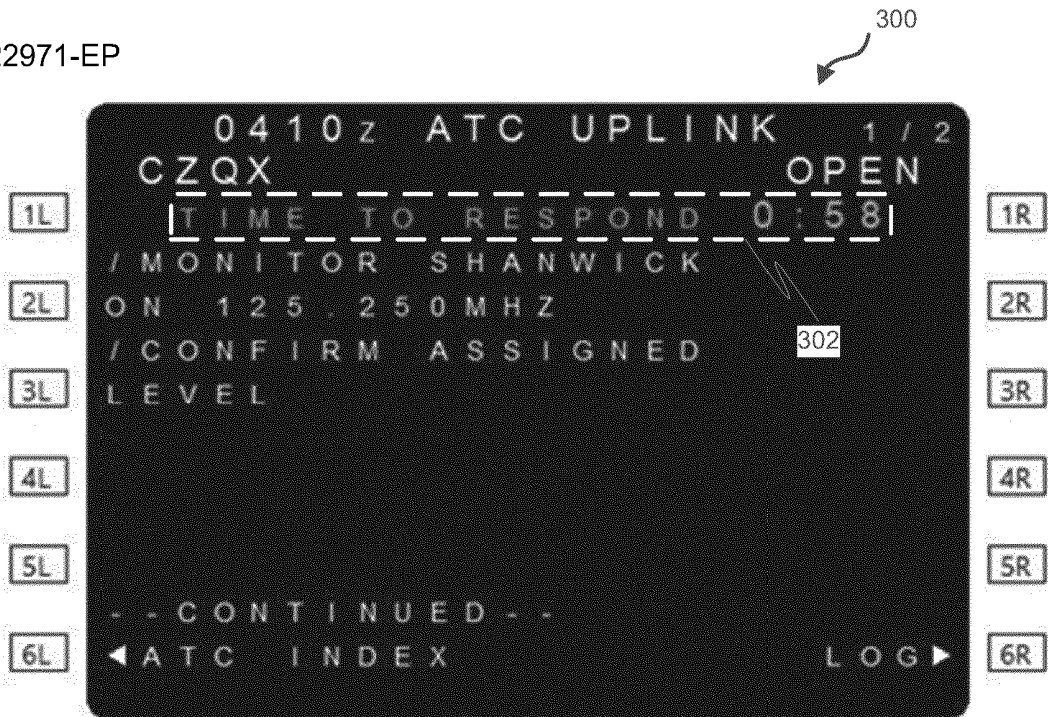 300
22971-EP
0410z ATC UPLINK 1/2
CZQX OPEN
1L TIME TO RESPOND 0:58 1R
/MONITOR SHANWICK
2L ON 125.250MHZ 2R
302
/CONFIRM ASSIGNED
3L LEVEL 3R
4L 4R
5L 5R
--CONTINUED--
6L ◀ATC INDEX LOG▶ 6R